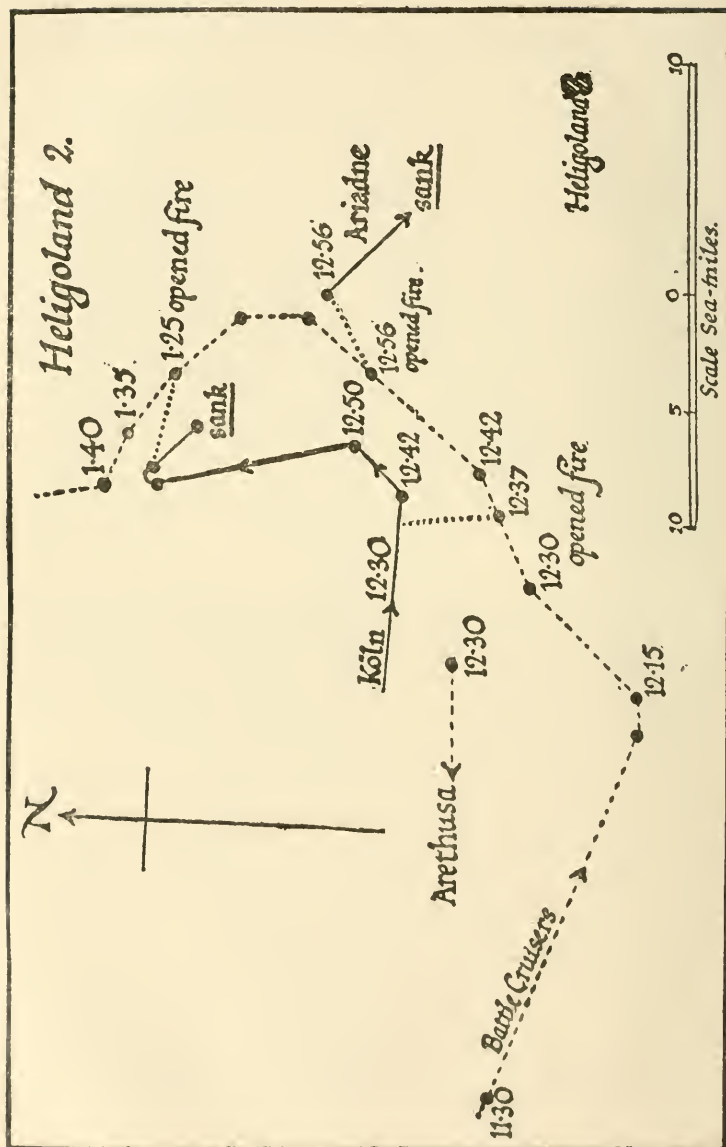 Heligoland 2.
N
1·40
1·35.
1·25 opened fire
sank
12·56
Ariadne
sank
12·50
12·56
opened fire.
Köln 12·30
12·42
12·42
12·37
12·30
opened fire
Heligoland
Arethusa
12·30
12·15.
Battle Cruisers
11·30
10 5 0 10
Scale Sea-miles.